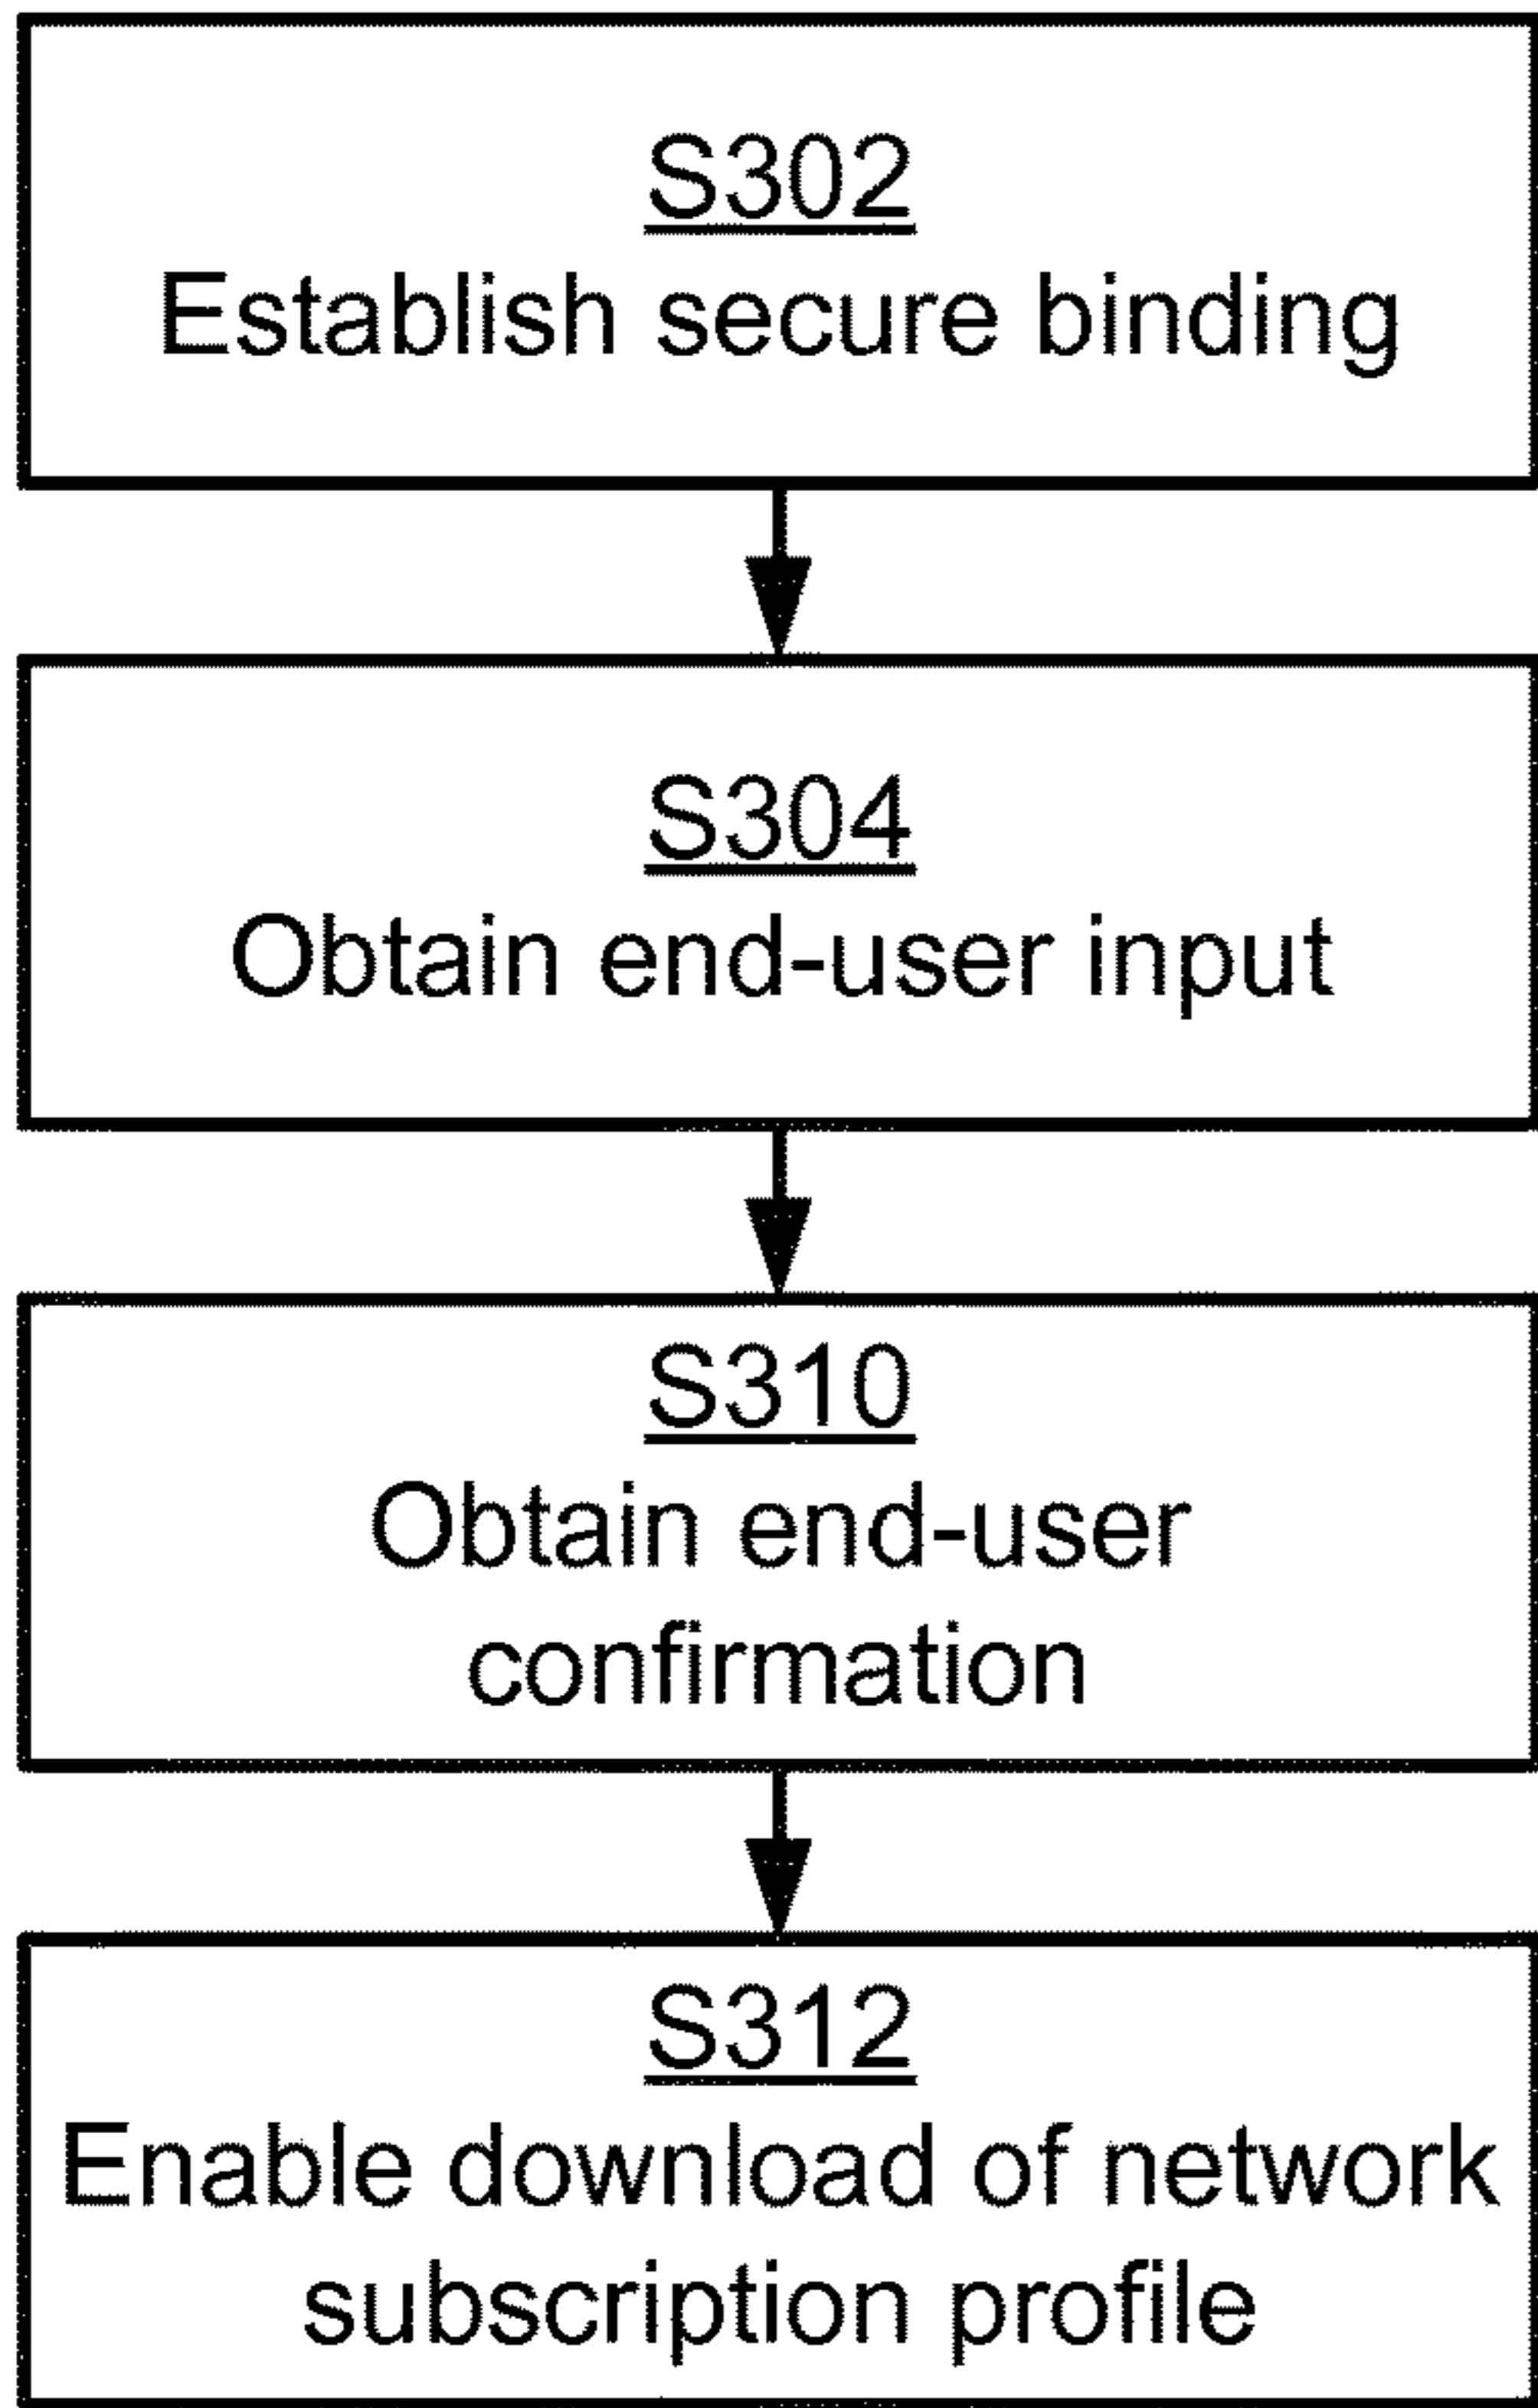 S302
Establish secure binding
S304
Obtain end-user input
S310
Obtain end-user
confirmation
S312
Enable download of network
subscription profile